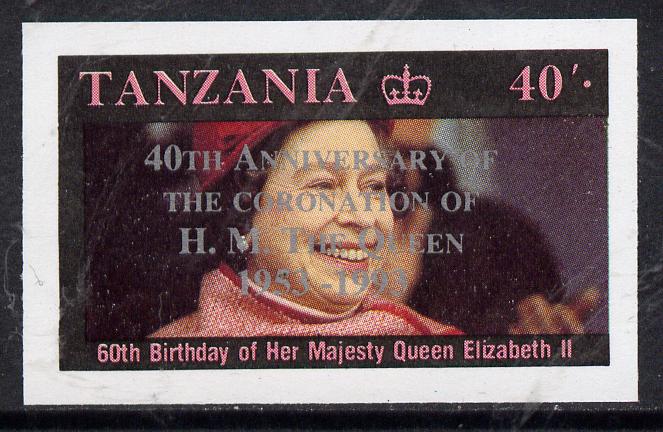 TANZANIA 40/·
40TH ANNIVERSARY OF
THE CORONATION OF
H. M. THE QUEEN
1953-1993
60th Birthday of Her Majesty Queen Elizabeth II